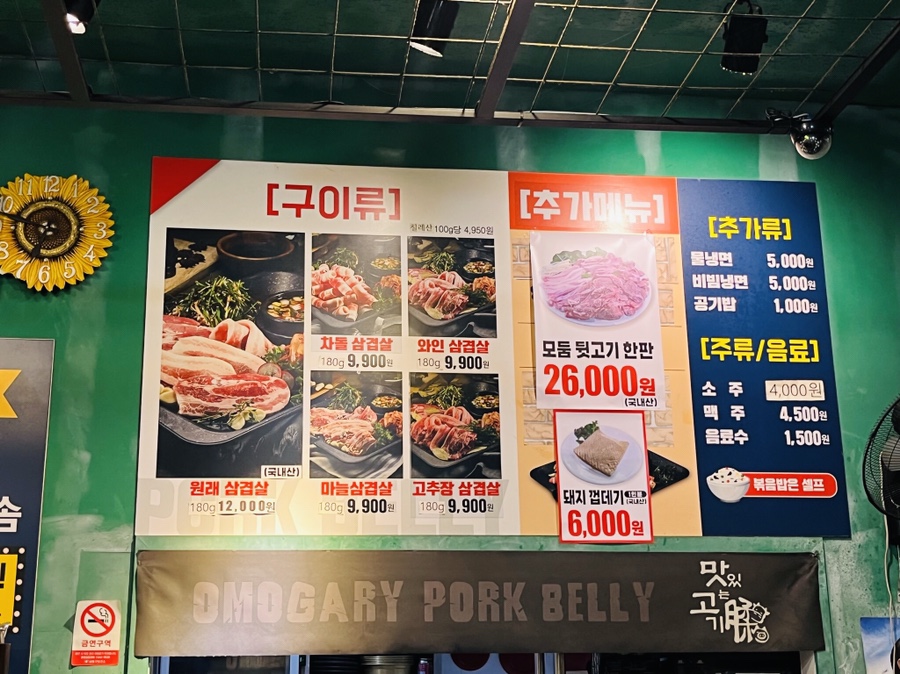 [구이류]
칠레산 100g당 4,950원
(국내산)
원래 삼겹살
180g 12,000원
차돌 삼겹살
180g 9,900원
와인 삼겹살
180g 9,900원
마늘삼겹살
180g 9,900원
고추장 삼겹살
180g 9,900원
PORK BELLY
[추가메뉴]
모둠 뒷고기 한판
26,000원
(국내산)
돼지 껍데기 1인분 (국내산)
6,000원
[추가류]
물냉면 5,000원
비빔냉면 5,000원
공기밥 1,000원
[주류/음료]
소주 4,000원
맥주 4,500원
음료수 1,500원
볶음밥은 셀프
OMOGARY PORK BELLY
맛있는
고기
금연구역
솜